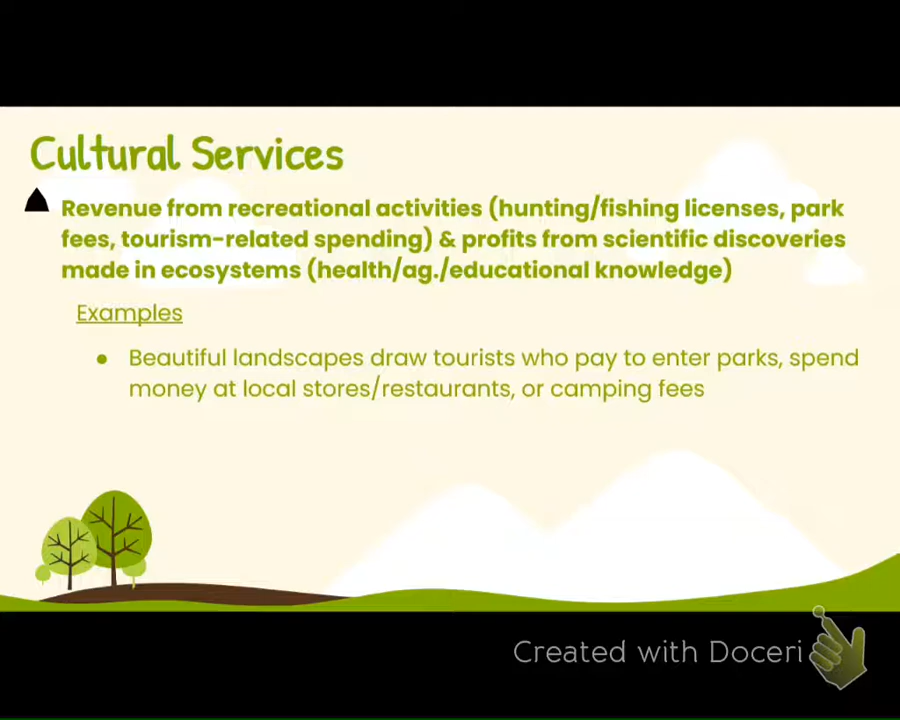 Cultural Services
Revenue from recreational activities (hunting/fishing licenses, park
fees, tourism-related spending) & profits from scientific discoveries
made in ecosystems (health/ag./educational knowledge)
Examples
● Beautiful landscapes draw tourists who pay to enter parks, spend
money at local stores/restaurants, or camping fees
Created with Doceri